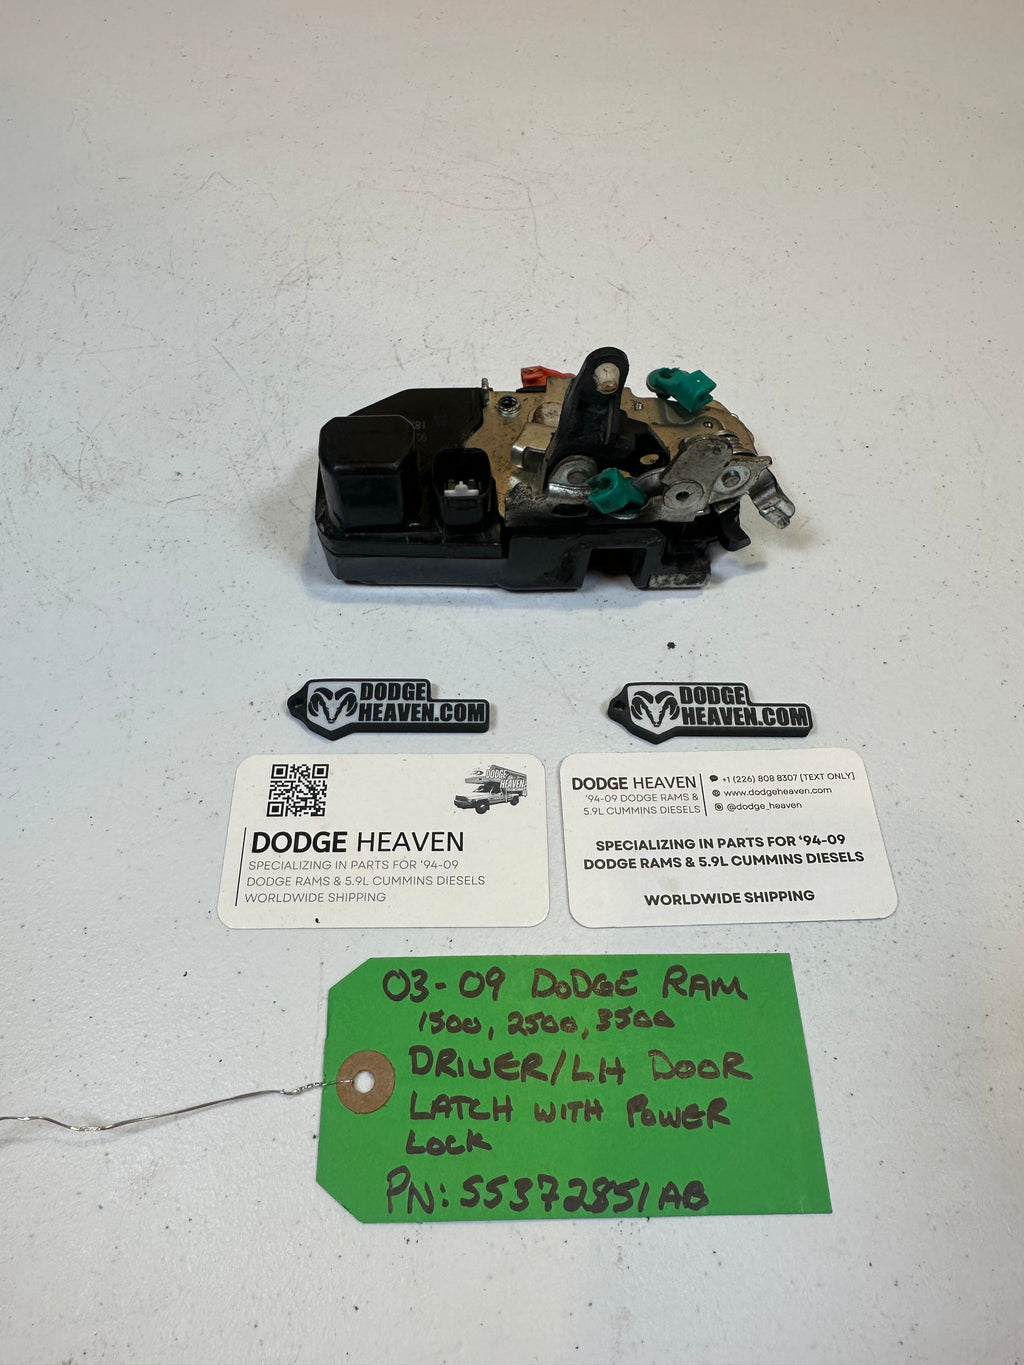 DODGE
HEAVEN.COM
DODGE
HEAVEN.COM
DODGE
HEAVEN
DODGE HEAVEN
SPECIALIZING IN PARTS FOR '94-09
DODGE RAMS & 5.9L CUMMINS DIESELS
WORLDWIDE SHIPPING
DODGE HEAVEN
'94-09 DODGE RAMS &
5.9L CUMMINS DIESELS
+1 (226) 808 8307 [TEXT ONLY]
www.dodgeheaven.com
@dodge_heaven
SPECIALIZING IN PARTS FOR '94-09
DODGE RAMS & 5.9L CUMMINS DIESELS
WORLDWIDE SHIPPING
03-09 DODGE RAM
1500, 2500, 3500
DRIVER/LH DOOR
LATCH WITH POWER
LOCK
PN: 55372851AB